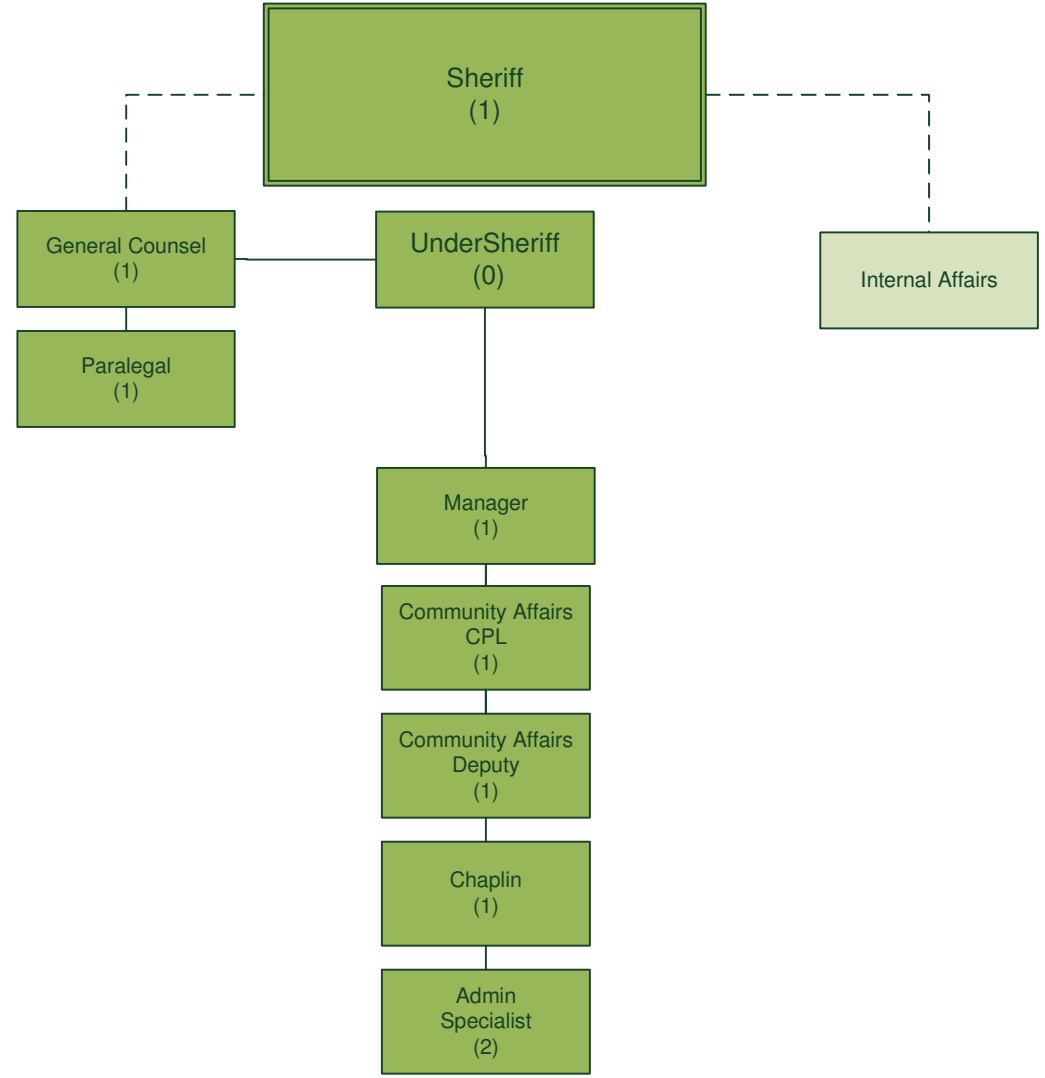 Sheriff
(1)
General Counsel
(1)
UnderSheriff
(0)
Internal Affairs
Paralegal
(1)
Manager
(1)
Community Affairs
CPL
(1)
Community Affairs
Deputy
(1)
Chaplin
(1)
Admin
Specialist
(2)